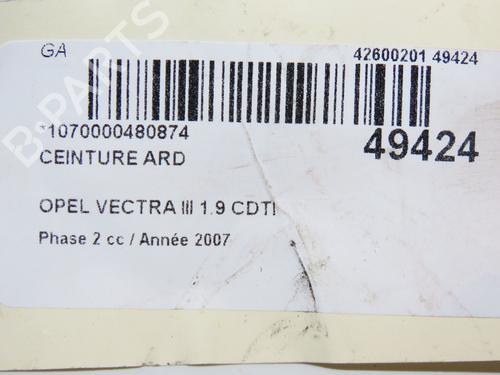 GA
42600201 49424
*1070000480874
49424
CEINTURE ARD
OPEL VECTRA III 1.9 CDTI
Phase 2 cc / Année 2007
B-PARTS